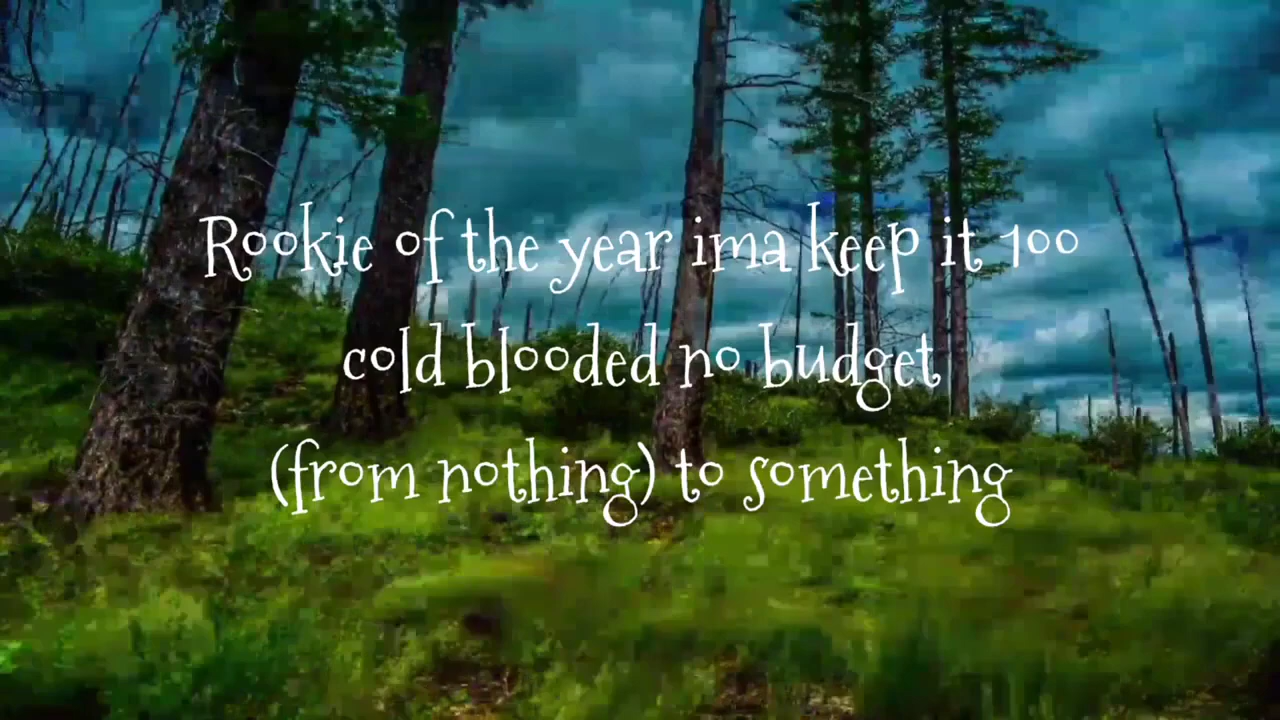 Rookie of the year ima keep it 100
cold blooded no budget
(from nothing) to something